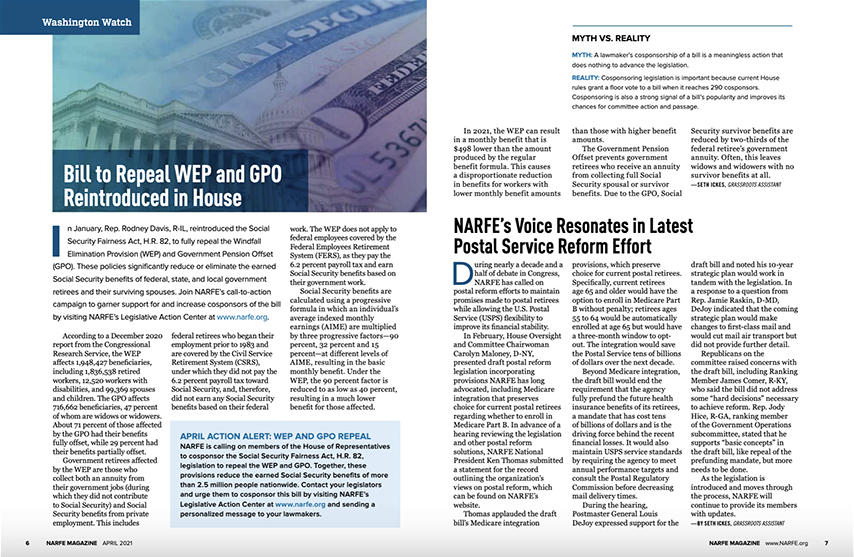 Washington Watch
Bill to Repeal WEP and GPO
Reintroduced in House
In January, Rep. Rodney Davis, R-IL, reintroduced the Social
Security Fairness Act, H.R. 82, to fully repeal the Windfall
Elimination Provision (WEP) and Government Pension Offset
(GPO). These policies significantly reduce or eliminate the earned
Social Security benefits of federal, state, and local government
retirees and their surviving spouses. Join NARFE's call-to-action
campaign to garner support for and increase cosponsors of the bill
by visiting NARFE's Legislative Action Center at www.narfe.org.
According to a December 2020
report from the Congressional
Research Service, the WEP
affects 1,948,427 beneficiaries,
including 1,836,538 retired
workers, 12,520 workers with
disabilities, and 99,369 spouses
and children. The GPO affects
716,662 beneficiaries, 47 percent
of whom are widows or widowers.
About 71 percent of those affected
by the GPO had their benefits
fully offset, while 29 percent had
their benefits partially offset.
Government retirees affected
by the WEP are those who
collect both an annuity from
their government jobs (during
which they did not contribute
to Social Security) and Social
Security benefits from private
employment. This includes
federal retirees who began their
employment prior to 1983 and
are covered by the Civil Service
Retirement System (CSRS),
under which they did not pay the
6.2 percent payroll tax toward
Social Security, and, therefore,
did not earn any Social Security
benefits based on their federal
work. The WEP does not apply to
federal employees covered by the
Federal Employees Retirement
System (FERS), as they pay the
6.2 percent payroll tax and earn
Social Security benefits based on
their government work.
Social Security benefits are
calculated using a progressive
formula in which an individual's
average indexed monthly
earnings (AIME) are multiplied
by three progressive factors—90
percent, 32 percent and 15
percent—at different levels of
AIME, resulting in the basic
monthly benefit. Under the
WEP, the 90 percent factor is
reduced to as low as 40 percent,
resulting in a much lower
benefit for those affected.
APRIL ACTION ALERT: WEP AND GPO REPEAL
NARFE is calling on members of the House of Representatives
to cosponsor the Social Security Fairness Act, H.R. 82,
legislation to repeal the WEP and GPO. Together, these
provisions reduce the earned Social Security benefits of more
than 2.5 million people nationwide. Contact your legislators
and urge them to cosponsor this bill by visiting NARFE's
Legislative Action Center at www.narfe.org and sending a
personalized message to your lawmakers.
6 NARFE MAGAZINE APRIL 2021
MYTH VS. REALITY
MYTH: A lawmaker's cosponsorship of a bill is a meaningless action that
does nothing to advance the legislation.
REALITY: Cosponsoring legislation is important because current House
rules grant a floor vote to a bill when it reaches 290 cosponsors.
Cosponsoring is also a strong signal of a bill's popularity and improves its
chances for committee action and passage.
In 2021, the WEP can result
in a monthly benefit that is
$498 lower than the amount
produced by the regular
benefit formula. This causes
a disproportionate reduction
in benefits for workers with
lower monthly benefit amounts
than those with higher benefit
amounts.
The Government Pension
Offset prevents government
retirees who receive an annuity
from collecting full Social
Security spousal or survivor
benefits. Due to the GPO, Social
Security survivor benefits are
reduced by two-thirds of the
federal retiree's government
annuity. Often, this leaves
widows and widowers with no
survivor benefits at all.
—SETH ICKES, GRASSROOTS ASSISTANT
NARFE's Voice Resonates in Latest
Postal Service Reform Effort
During nearly a decade and a
half of debate in Congress,
NARFE has called on
postal reform efforts to maintain
promises made to postal retirees
while allowing the U.S. Postal
Service (USPS) flexibility to
improve its financial stability.
In February, House Oversight
and Committee Chairwoman
Carolyn Maloney, D-NY,
presented draft postal reform
legislation incorporating
provisions NARFE has long
advocated, including Medicare
integration that preserves
choice for current postal retirees
regarding whether to enroll in
Medicare Part B. In advance of a
hearing reviewing the legislation
and other postal reform
solutions, NARFE National
President Ken Thomas submitted
a statement for the record
outlining the organization's
views on postal reform, which
can be found on NARFE's
website.
Thomas applauded the draft
bill's Medicare integration
provisions, which preserve
choice for current postal retirees.
Specifically, current retirees
age 65 and older would have the
option to enroll in Medicare Part
B without penalty; retirees ages
55 to 64 would be automatically
enrolled at age 65 but would have
a three-month window to opt-
out. The integration would save
the Postal Service tens of billions
of dollars over the next decade.
Beyond Medicare integration,
the draft bill would end the
requirement that the agency
fully prefund the future health
insurance benefits of its retirees,
a mandate that has cost tens
of billions of dollars and is the
driving force behind the recent
financial losses. It would also
maintain USPS service standards
by requiring the agency to meet
annual performance targets and
consult the Postal Regulatory
Commission before decreasing
mail delivery times.
During the hearing,
Postmaster General Louis
DeJoy expressed support for the
draft bill and noted his 10-year
strategic plan would work in
tandem with the legislation. In
a response to a question from
Rep. Jamie Raskin, D-MD,
DeJoy indicated that the coming
strategic plan would make
changes to first-class mail and
would cut mail air transport but
did not provide further detail.
Republicans on the
committee raised concerns with
the draft bill, including Ranking
Member James Comer, R-KY,
who said the bill did not address
some "hard decisions" necessary
to achieve reform. Rep. Jody
Hice, R-GA, ranking member
of the Government Operations
subcommittee, stated that he
supports "basic concepts" in
the draft bill, like repeal of the
prefunding mandate, but more
needs to be done.
As the legislation is
introduced and moves through
the process, NARFE will
continue to provide its members
with updates.
—BY SETH ICKES, GRASSROOTS ASSISTANT
NARFE MAGAZINE www.NARFE.org 7